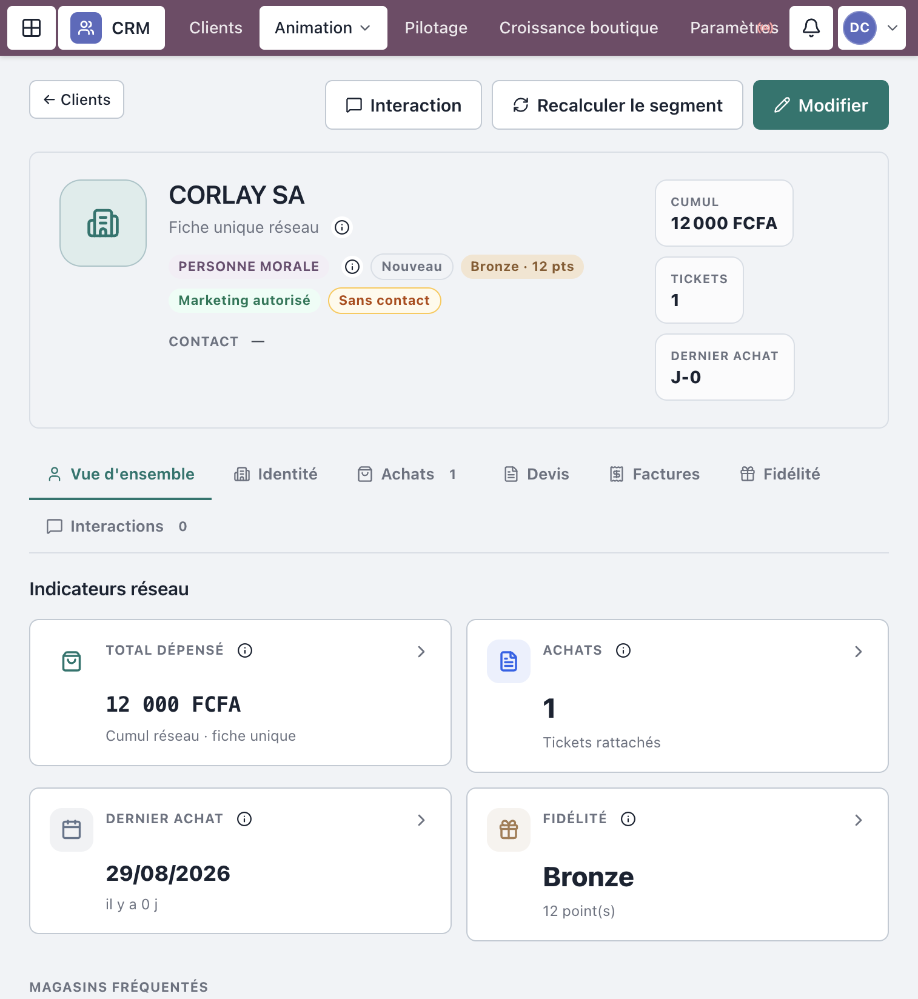 CRM Clients Animation Pilotage Croissance boutique Paramètres DC
← Clients Interaction Recalculer le segment Modifier
CORLAY SA
Fiche unique réseau
PERSONNE MORALE Nouveau Bronze · 12 pts
Marketing autorisé Sans contact
CONTACT —
CUMUL
12 000 FCFA
TICKETS
1
DERNIER ACHAT
J-0
Vue d'ensemble Identité Achats 1 Devis Factures Fidélité
Interactions 0
Indicateurs réseau
TOTAL DÉPENSÉ
12 000 FCFA
Cumul réseau · fiche unique
ACHATS
1
Tickets rattachés
DERNIER ACHAT
29/08/2026
il y a 0 j
FIDÉLITÉ
Bronze
12 point(s)
MAGASINS FRÉQUENTÉS